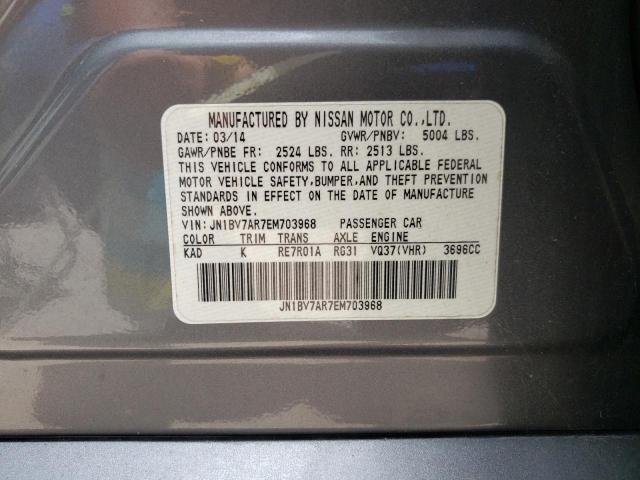 MANUFACTURED BY NISSAN MOTOR CO.,LTD.
DATE: 03/14 GVWR/PNBV: 5004 LBS.
GAWR/PNBE FR: 2524 LBS. RR: 2513 LBS.
THIS VEHICLE CONFORMS TO ALL APPLICABLE FEDERAL
MOTOR VEHICLE SAFETY,BUMPER,AND THEFT PREVENTION
STANDARDS IN EFFECT ON THE DATE OF MANUFACTURE
SHOWN ABOVE.
VIN: JN1BV7AR7EM703968 PASSENGER CAR
COLOR TRIM TRANS AXLE ENGINE
KAD K RE7R01A RG31 VQ37(VHR) 3696CC
JN1BV7AR7EM703968